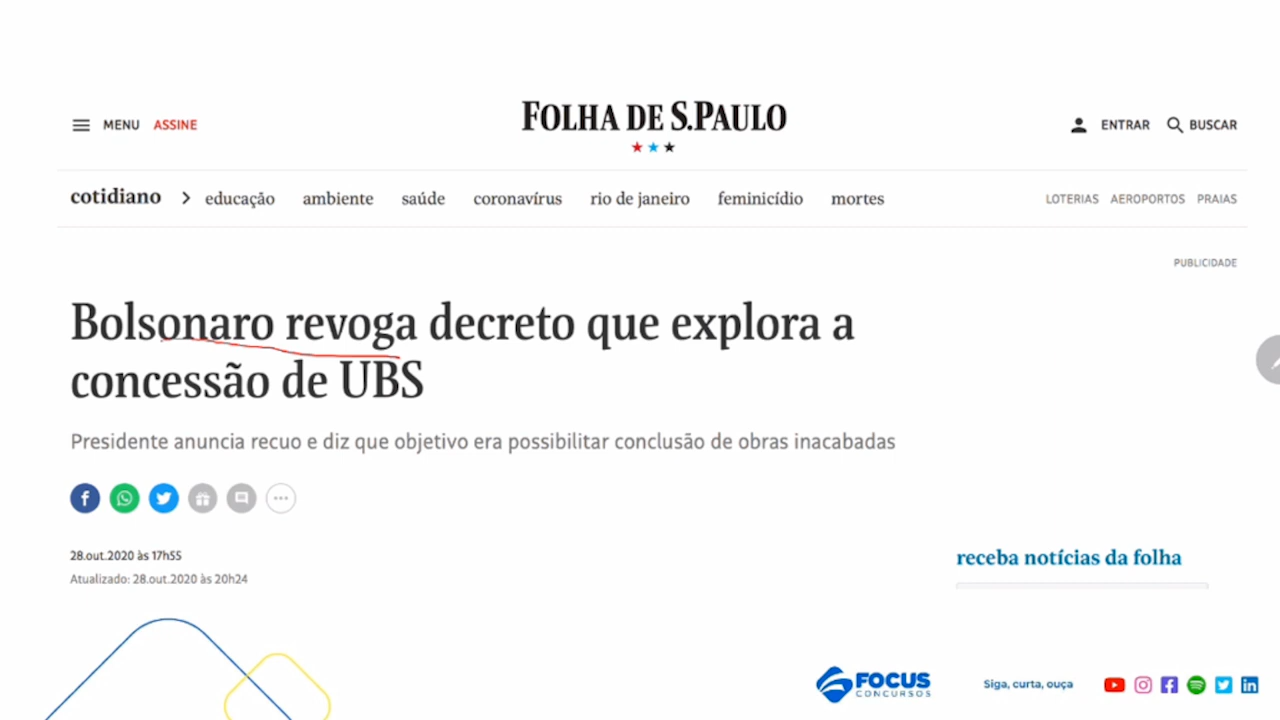 MENU ASSINE
FOLHA DE S.PAULO
ENTRAR BUSCAR
cotidiano educação ambiente saúde coronavírus rio de janeiro feminicídio mortes
LOTERIAS AEROPORTOS PRAIAS
PUBLICIDADE
Bolsonaro revoga decreto que explora a
concessão de UBS
Presidente anuncia recuo e diz que objetivo era possibilitar conclusão de obras inacabadas
28.out.2020 às 17h55
Atualizado: 28.out.2020 às 20h24
receba notícias da folha
FOCUS
CONCURSOS
Siga, curta, ouça